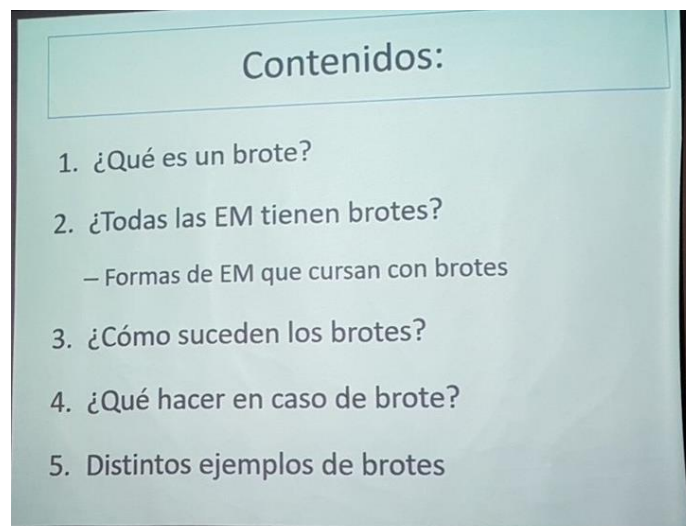 Contenidos:
1. ¿Qué es un brote?
2. ¿Todas las EM tienen brotes?
– Formas de EM que cursan con brotes
3. ¿Cómo suceden los brotes?
4. ¿Qué hacer en caso de brote?
5. Distintos ejemplos de brotes